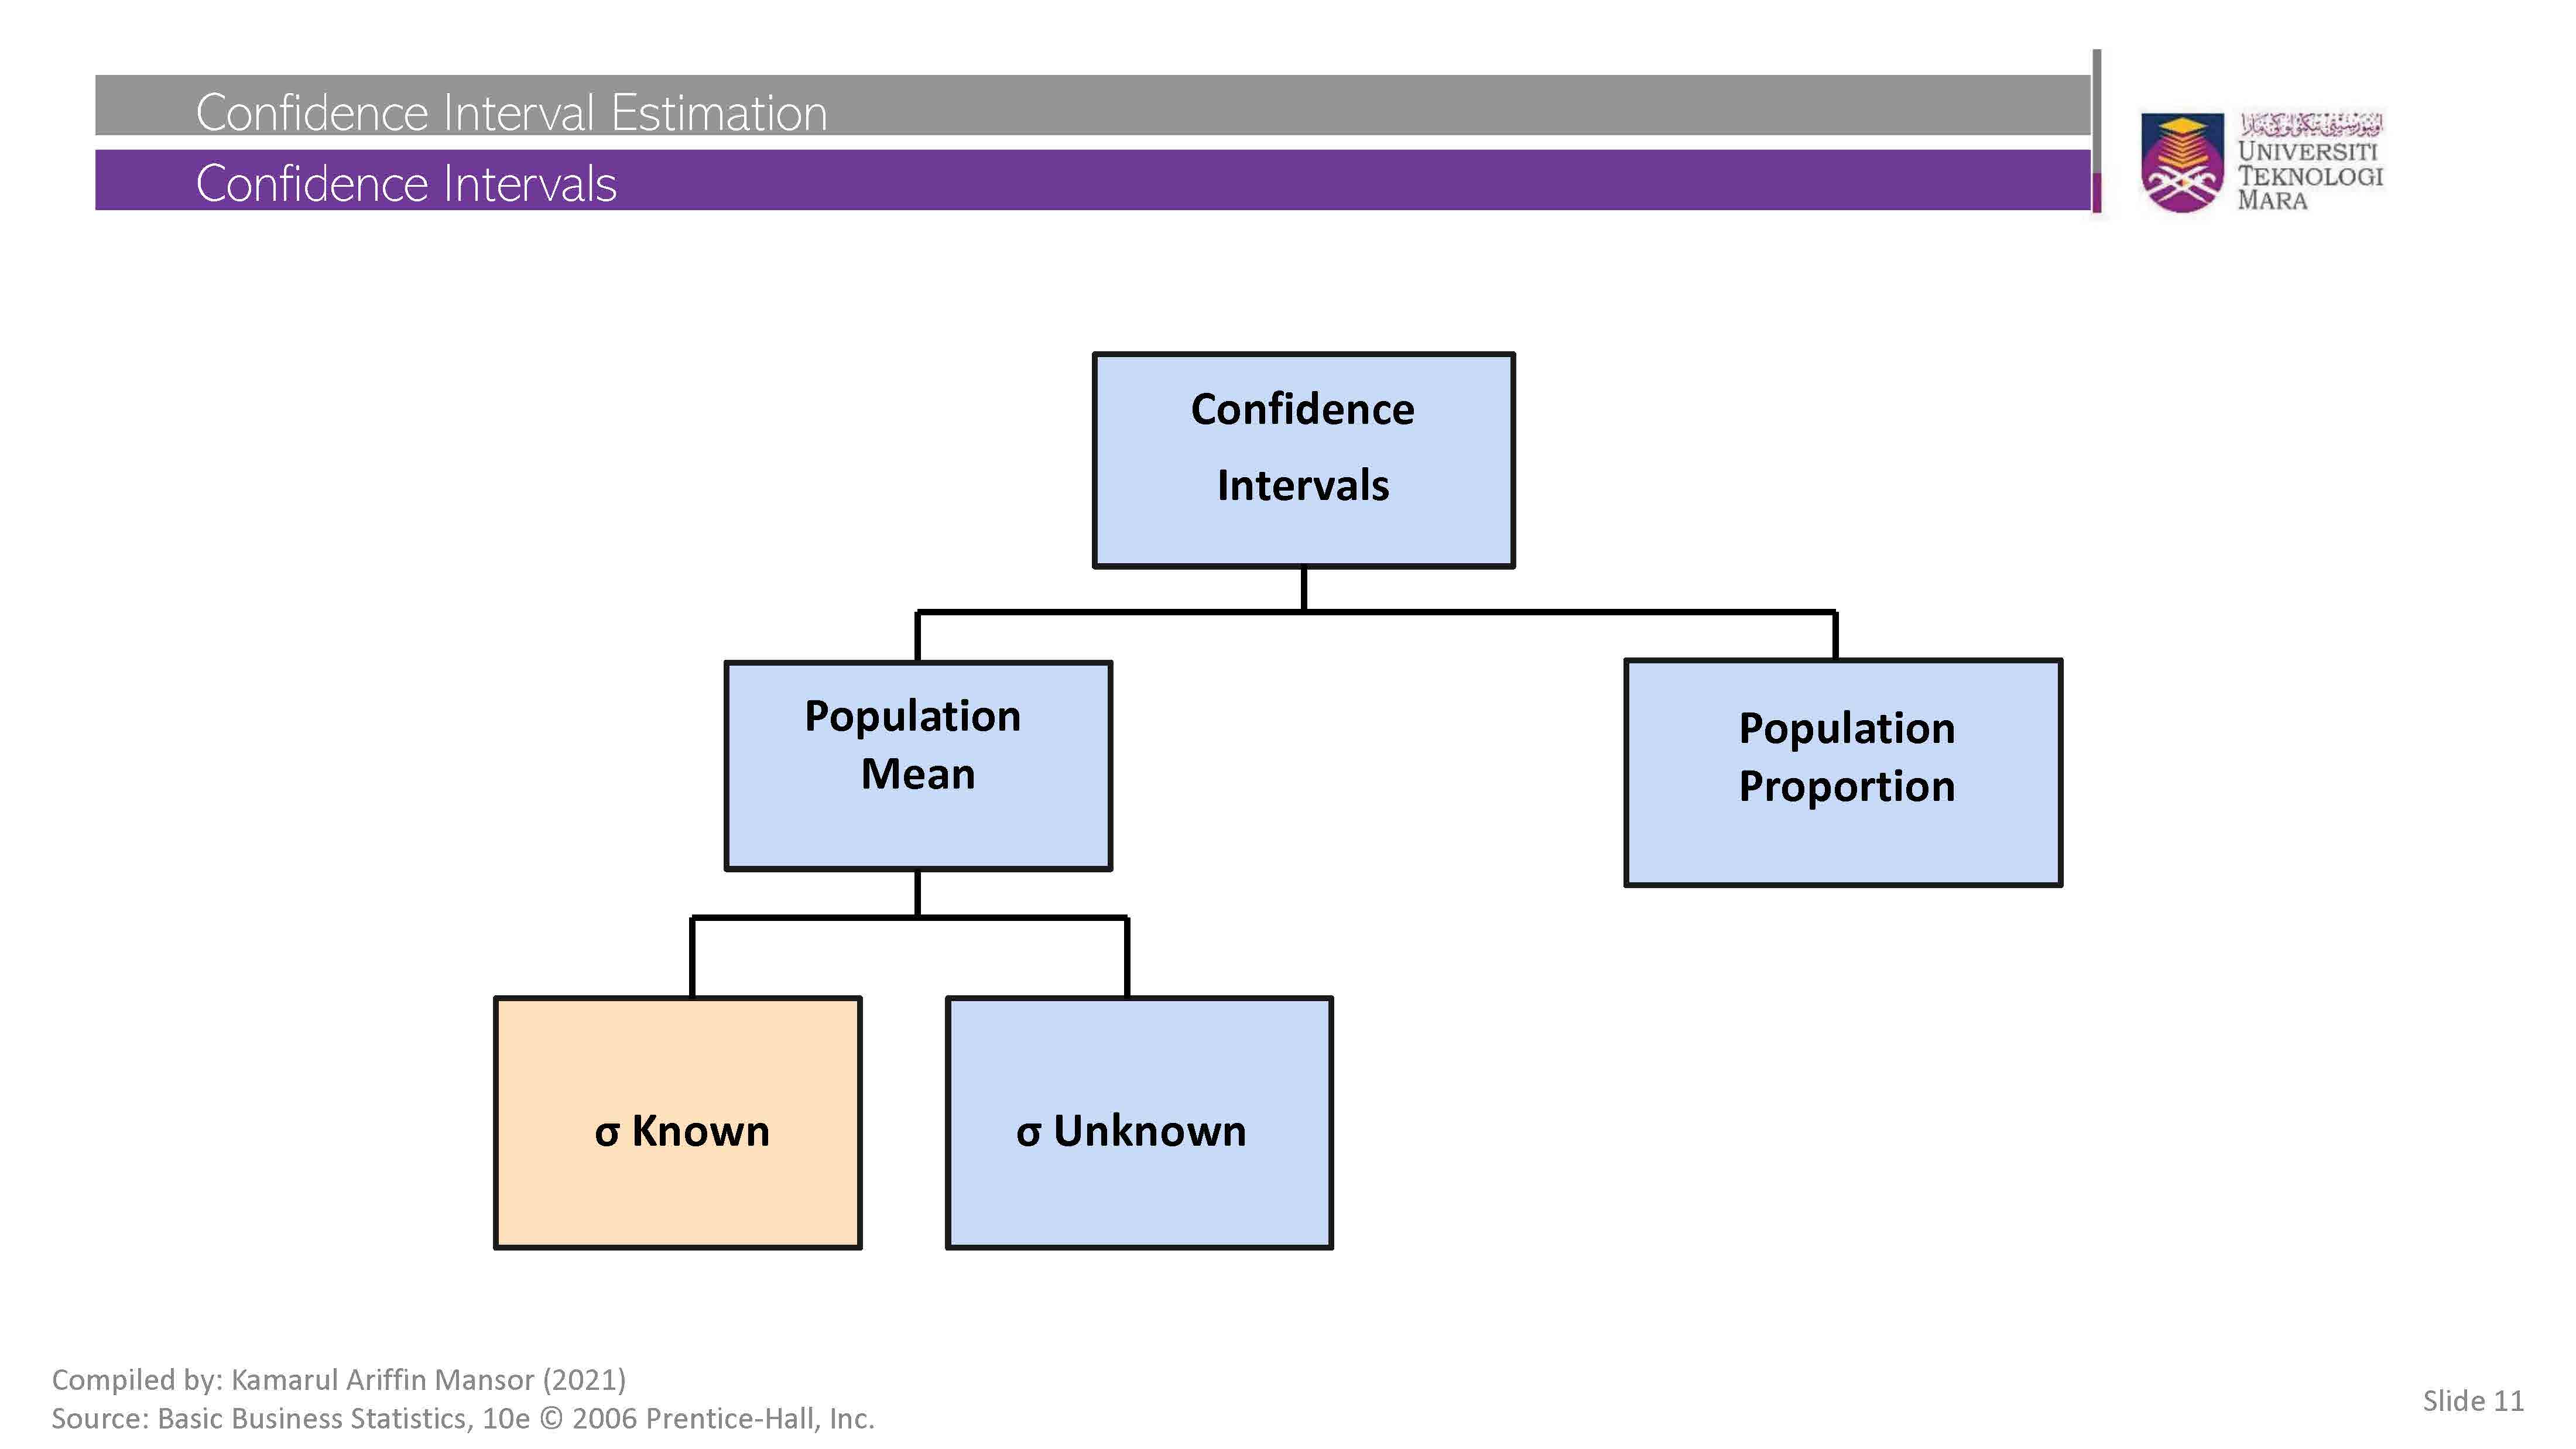 Confidence Interval Estimation
Confidence Intervals
UNIVERSITI
TEKNOLOGI
MARA
Confidence
Intervals
Population
Mean
Population
Proportion
σ Known
σ Unknown
Compiled by: Kamarul Ariffin Mansor (2021)
Source: Basic Business Statistics, 10e © 2006 Prentice-Hall, Inc.
Slide 11